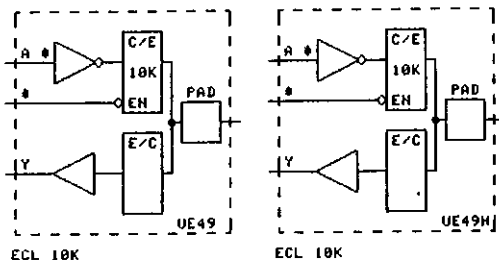 C/E
A #
10K
#
EN
PAD
E/C
Y
UE49
ECL 10K
C/E
A #
10K
#
EN
PAD
E/C
Y
UE49H
ECL 10K